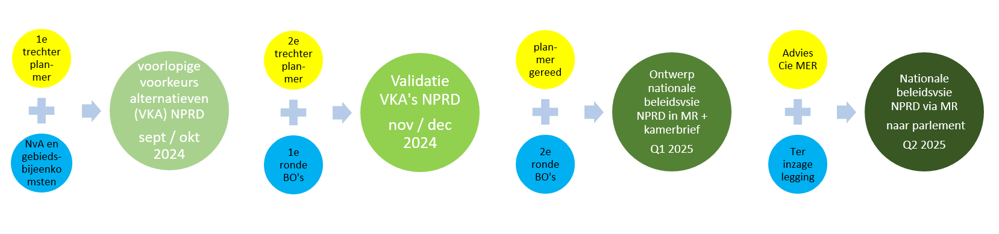 1e
trechter
plan-
mer
NvA en
gebieds-
bijeenko
msten
voorlopige
voorkeurs
alternatieven
(VKA) NPRD
sept / okt
2024
2e
trechter
plan-
mer
1e
ronde
BO's
Validatie
VKA's NPRD
nov / dec
2024
plan-
mer
gereed
2e
ronde
BO's
Ontwerp
nationale
beleidsvsie
NPRD in MR +
kamerbrief
Q1 2025
Advies
Cie MER
Ter
inzage
legging
Nationale
beleidsvsie
NPRD via MR
naar parlement
Q2 2025